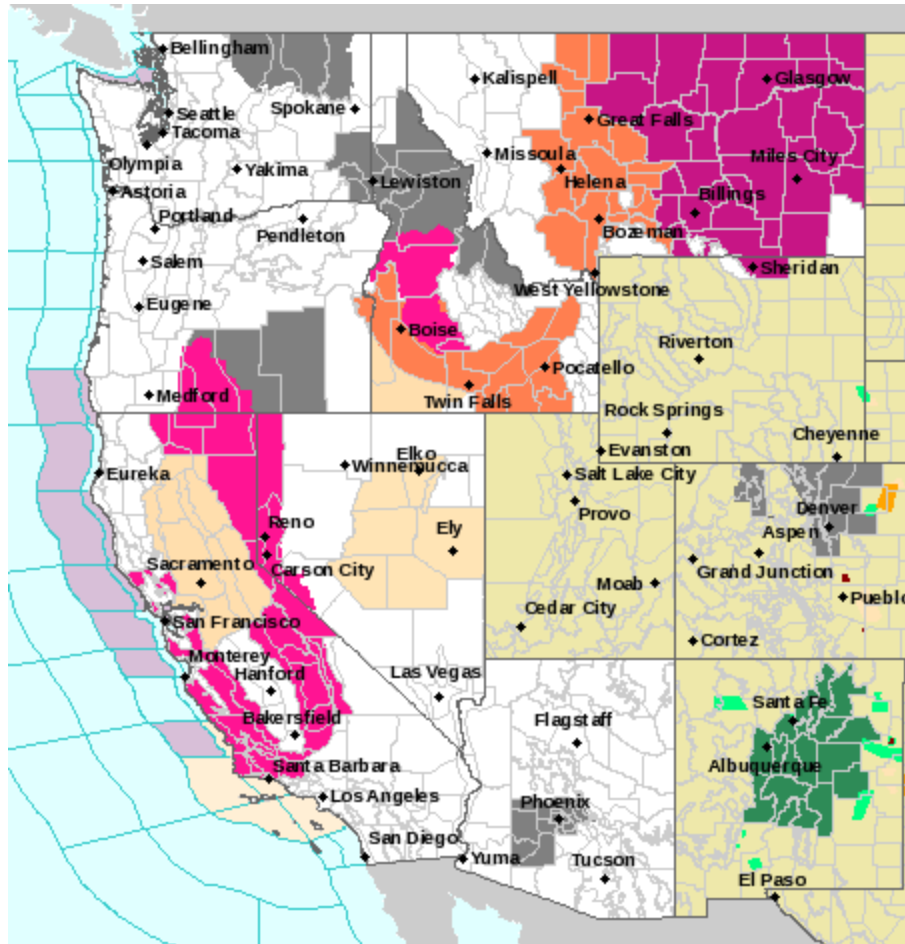 Bellingham
Kalispell
Glasgow
Spokane
Seattle
Great Falls
Tacoma
Olympia
Missoula
Miles City
Yakima
Helena
Lewiston
Astoria
Billings
Portland
Pendleton
Bozeman
Salem
Sheridan
West Yellowstone
Eugene
Boise
Riverton
Pocatello
Medford
Twin Falls
Rock Springs
Cheyenne
Elko
Evanston
Winnemucca
Eureka
Salt Lake City
Provo
Denver
Reno
Aspen
Ely
Sacramento
Carson City
Grand Junction
Moab
Pueblo
Cedar City
San Francisco
Cortez
Monterey
Hanford
Las Vegas
Santa Fe
Bakersfield
Flagstaff
Albuquerque
Santa Barbara
Los Angeles
Phoenix
San Diego
Yuma
Tucson
El Paso